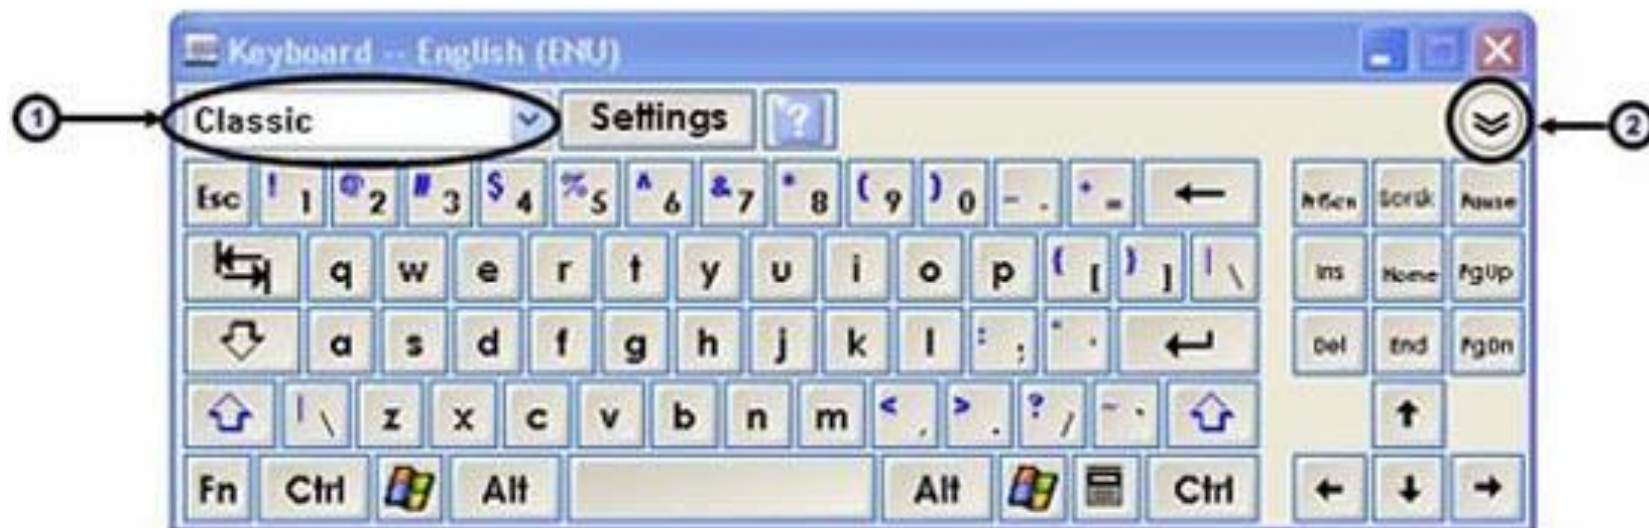 Keyboard -- English (ENU)
1 Classic Settings ? 2
Esc ! 1 @ 2 # 3 $ 4 % 5 ^ 6 & 7 * 8 ( 9 ) 0 - + = Pause
q w e r t y u i o p { [ } ] | \ Ins Home PgUp
a s d f g h j k l : ; Del End PgDn
| \ z x c v b n m < , > . ? / ~ `
Fn Ctrl Alt Alt Ctrl